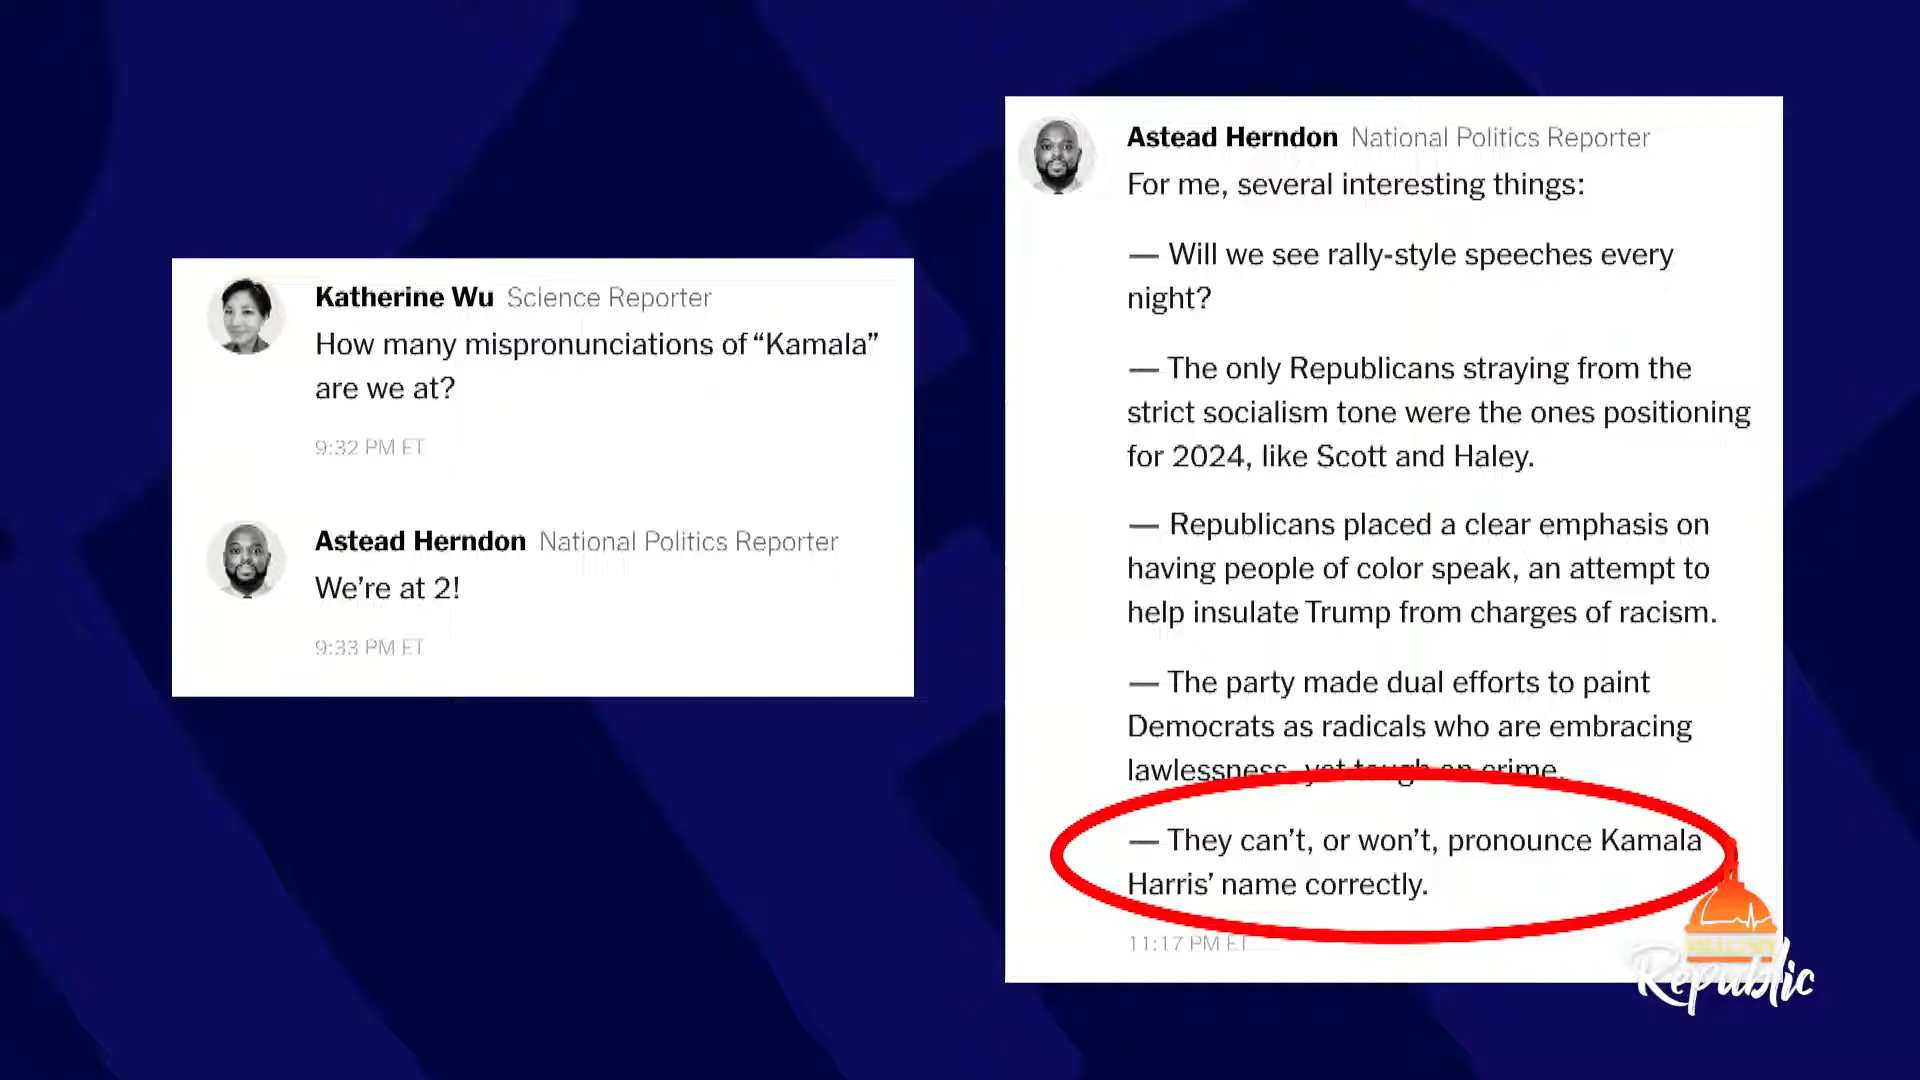 Katherine Wu Science Reporter
How many mispronunciations of “Kamala”
are we at?
9:32 PM ET
Astead Herndon National Politics Reporter
We’re at 2!
9:33 PM ET
Astead Herndon National Politics Reporter
For me, several interesting things:
— Will we see rally-style speeches every
night?
— The only Republicans straying from the
strict socialism tone were the ones positioning
for 2024, like Scott and Haley.
— Republicans placed a clear emphasis on
having people of color speak, an attempt to
help insulate Trump from charges of racism.
— The party made dual efforts to paint
Democrats as radicals who are embracing
lawlessness, yet tough on crime.
— They can’t, or won’t, pronounce Kamala
Harris’ name correctly.
11:17 PM ET
Republic